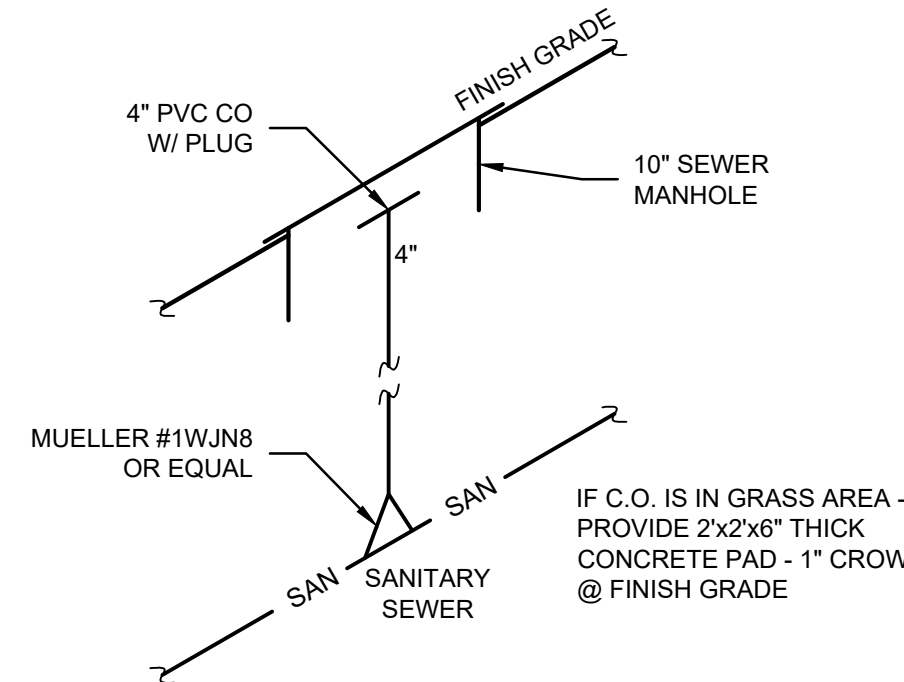 FINISH GRADE
4" PVC CO
W/ PLUG
10" SEWER
MANHOLE
4"
MUELLER #1WJN8
OR EQUAL
SAN
SAN
SANITARY
SEWER
IF C.O. IS IN GRASS AREA -
PROVIDE 2'x2'x6" THICK
CONCRETE PAD - 1" CROW
@ FINISH GRADE